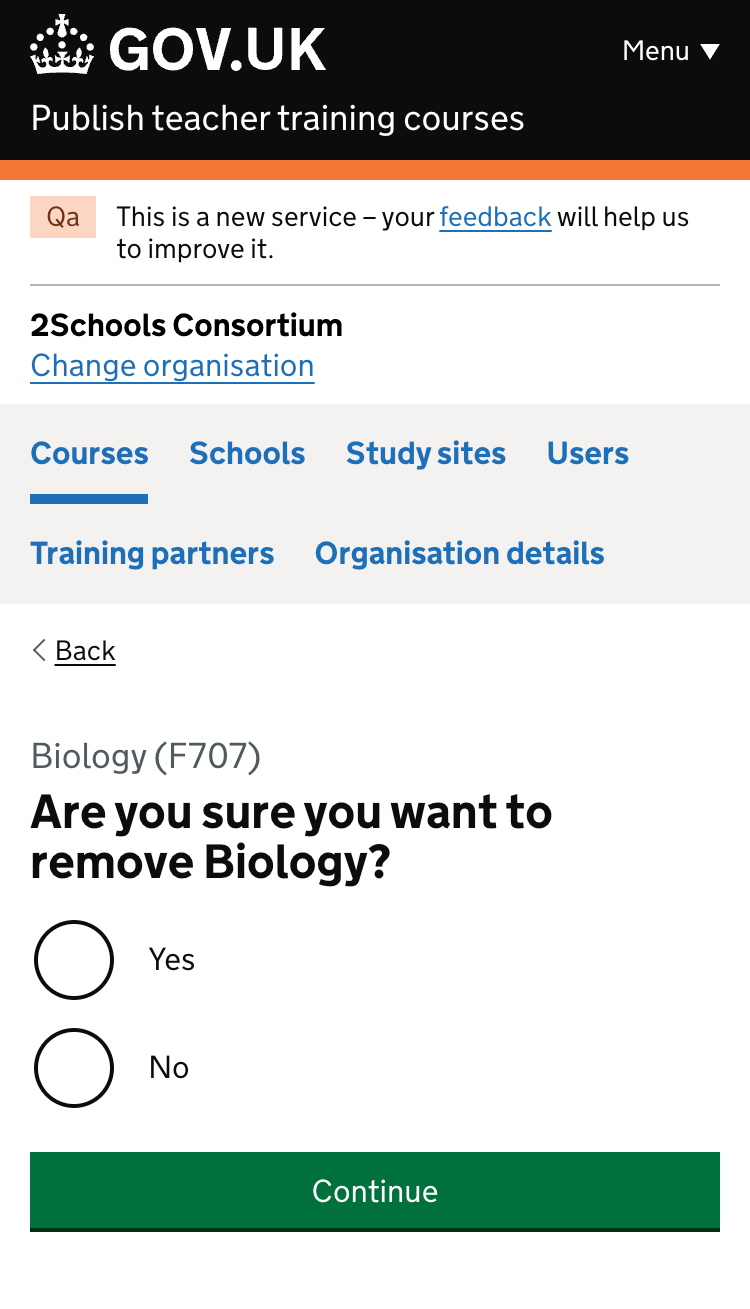 GOV.UK
Menu ▼
Publish teacher training courses
Qa
This is a new service – your feedback will help us
to improve it.
2Schools Consortium
Change organisation
Courses Schools Study sites Users
Training partners Organisation details
Back
Biology (F707)
Are you sure you want to
remove Biology?
Yes
No
Continue